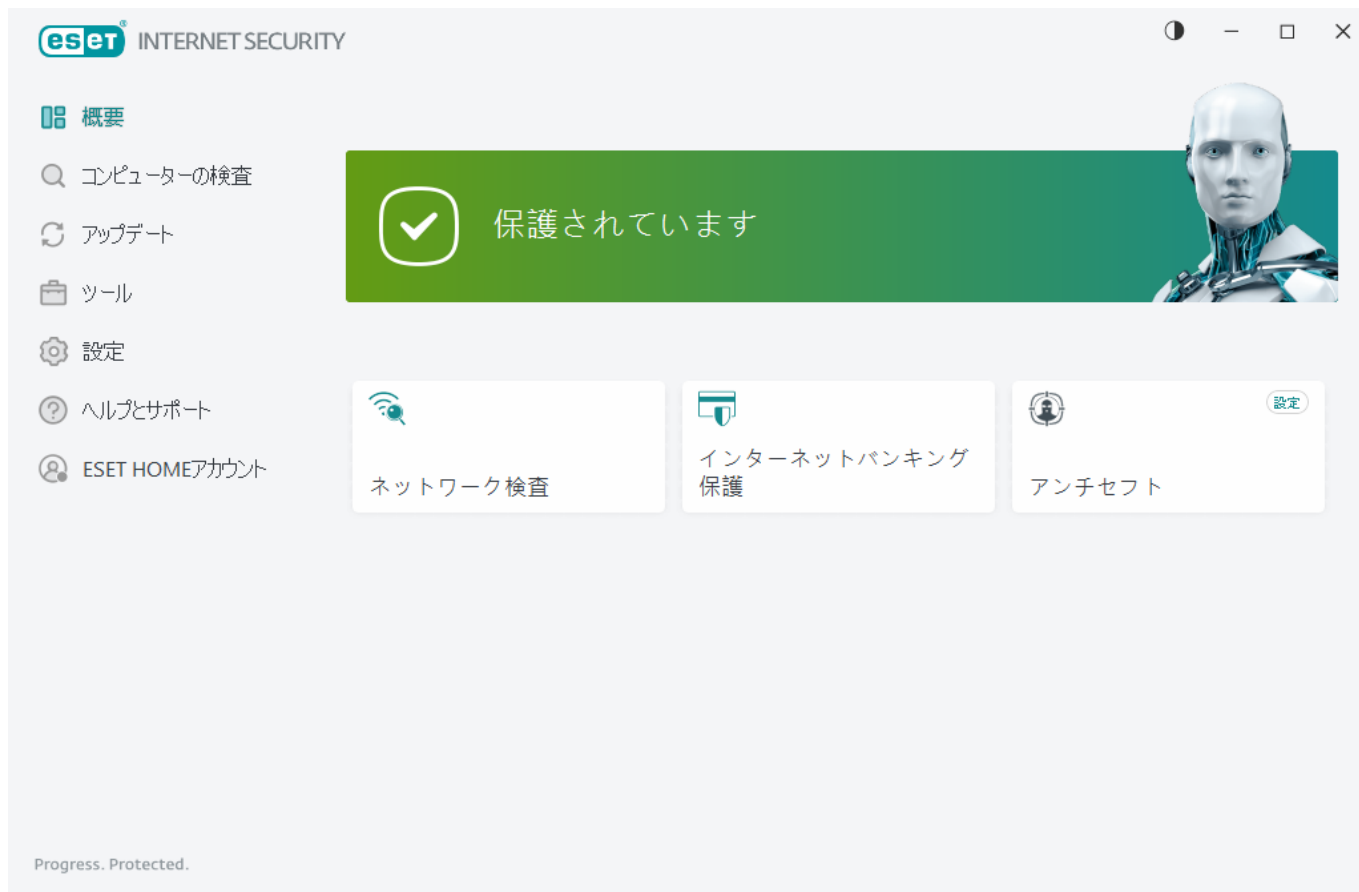 eset® INTERNET SECURITY
概要
コンピューターの検査
アップデート
ツール
設定
ヘルプとサポート
ESET HOMEアカウント
保護されています
ネットワーク検査
インターネットバンキング
保護
設定
アンチセフト
Progress. Protected.